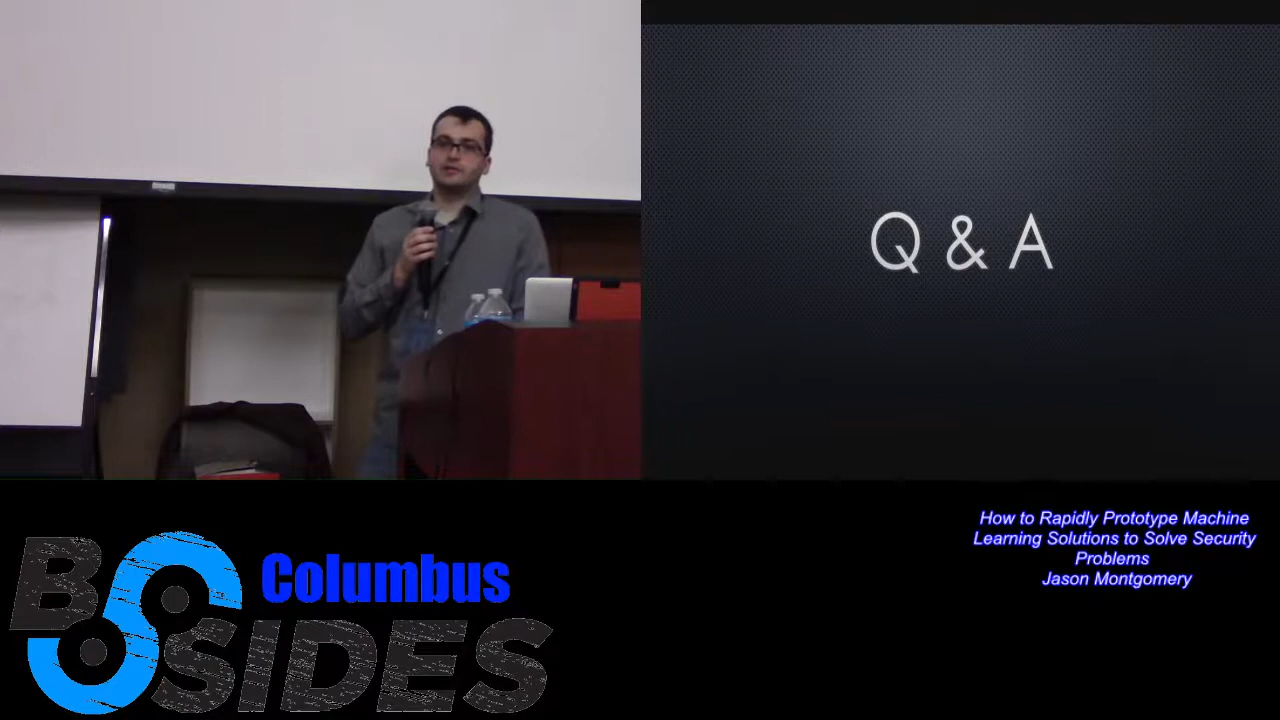 Q & A
How to Rapidly Prototype Machine
Learning Solutions to Solve Security
Problems
Jason Montgomery
Columbus
BSIDES